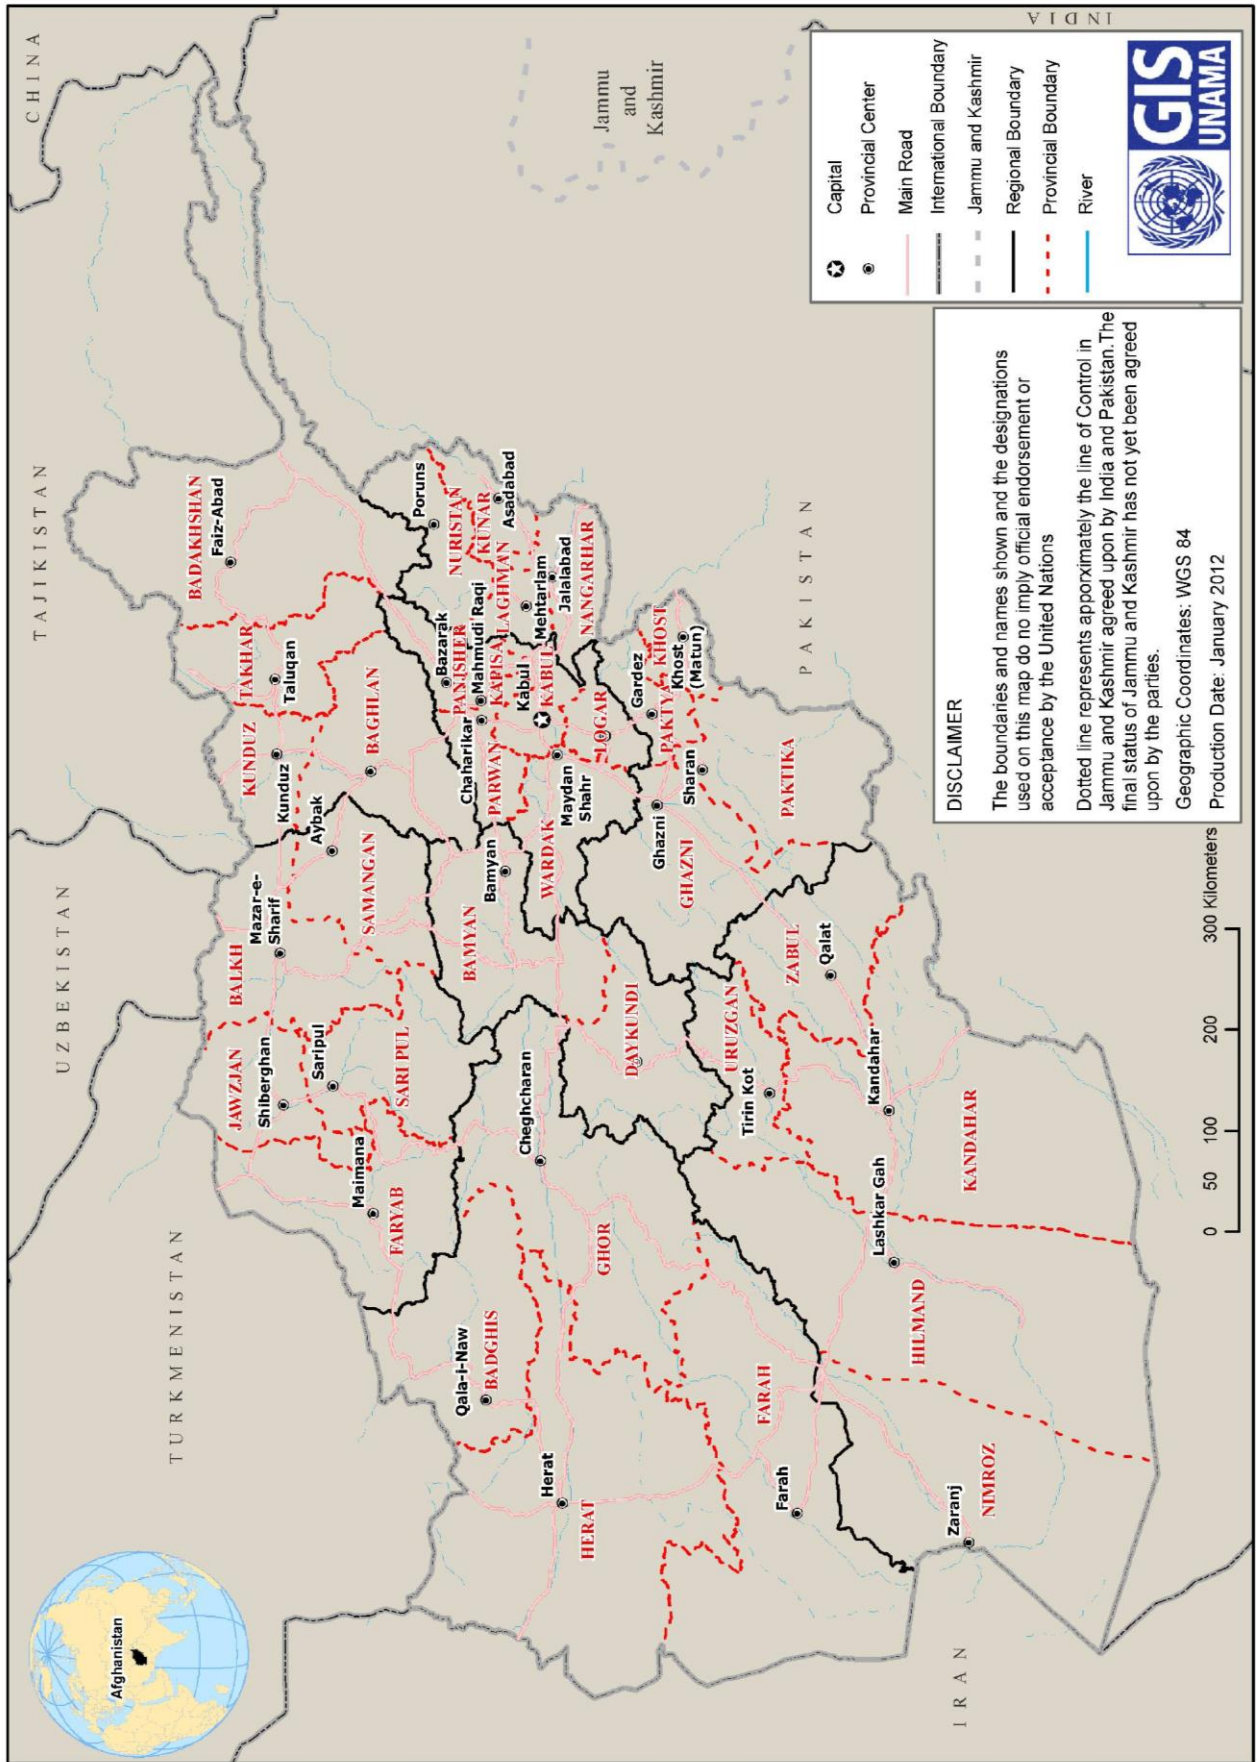 CHINA
TAJIKISTAN
UZBEKISTAN
TURKMENISTAN
IRAN
PAKISTAN
INDIA
Jammu
and
Kashmir
Afghanistan
BADAKHSHAN
Faiz-Abad
TAKHAR
Taluqan
KUNDUZ
Kunduz
BAGHLAN
Aybak
SAMANGAN
BALKH
Mazar-e-
Sharif
JAWZJAN
Shiberghan
Saripul
SARI PUL
Maimana
FARYAB
Qala-i-Naw
BADGHIS
Herat
HERAT
Cheghcharan
GHOR
FARAH
Farah
Zaranj
NIMROZ
HILMAND
Lashkar Gah
KANDAHAR
Kandahar
ZABUL
Qalat
URUZGAN
Tirin Kot
DAYKUNDI
BAMYAN
Bamyan
WARDAK
Maydan
Shahr
PARWAN
Chaharikar
PANJSHER
Bazarak
Mahmudi Raqi
KAPISA
Kabul
KABUL
LOGAR
LAGHMAN
Mehtarlam
NURISTAN
Poruns
KUNAR
Asadabad
Jalalabad
NANGARHAR
Gardez
PAKTYA
KHOST
Khost
(Matun)
Sharan
PAKTIKA
Ghazni
GHAZNI
0 50 100 200 300 Kilometers
DISCLAIMER
The boundaries and names shown and the designations
used on this map do no imply official endorsement or
acceptance by the United Nations
Dotted line represents apporximately the line of Control in
Jammu and Kashmir agreed upon by India and Pakistan.The
final status of Jammu and Kashmir has not yet been agreed
upon by the parties.
Geographic Coordinates: WGS 84
Production Date: January 2012
Capital
Provincial Center
Main Road
International Boundary
Jammu and Kashmir
Regional Boundary
Provincial Boundary
River
GIS
UNAMA